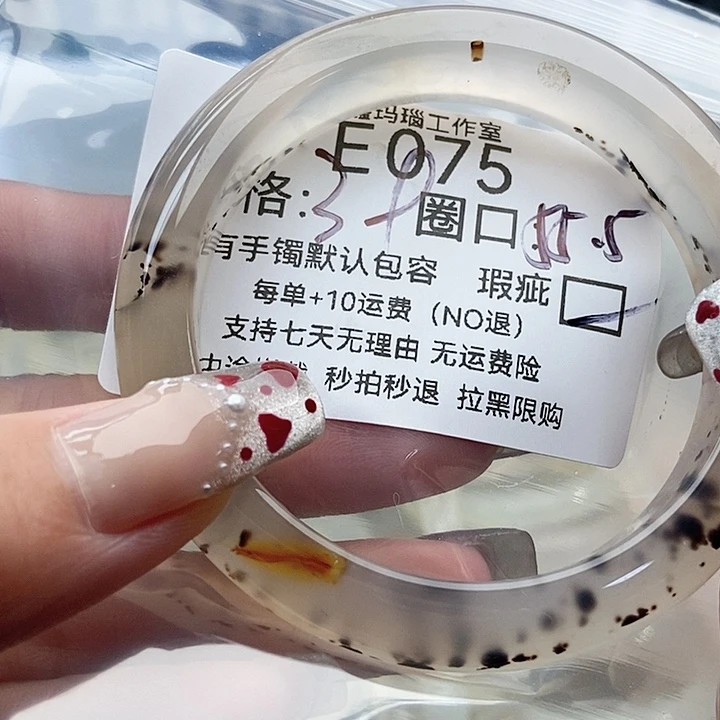 玛瑙工作室
E075
格: 圈口 .5
有手镯默认包容 瑕疵
每单+10运费 (NO退)
支持七天无理由 无运费险
秒拍秒退 拉黑限购